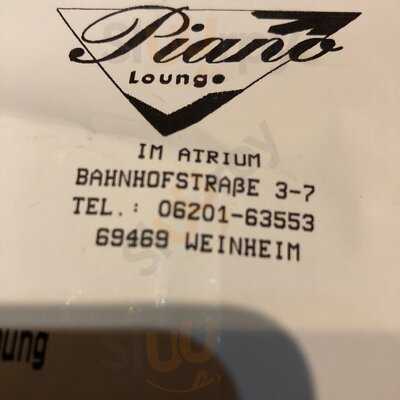 Piano
Lounge
IM ATRIUM
BAHNHOFSTRAßE 3-7
TEL.: 06201-63553
69469 WEINHEIM